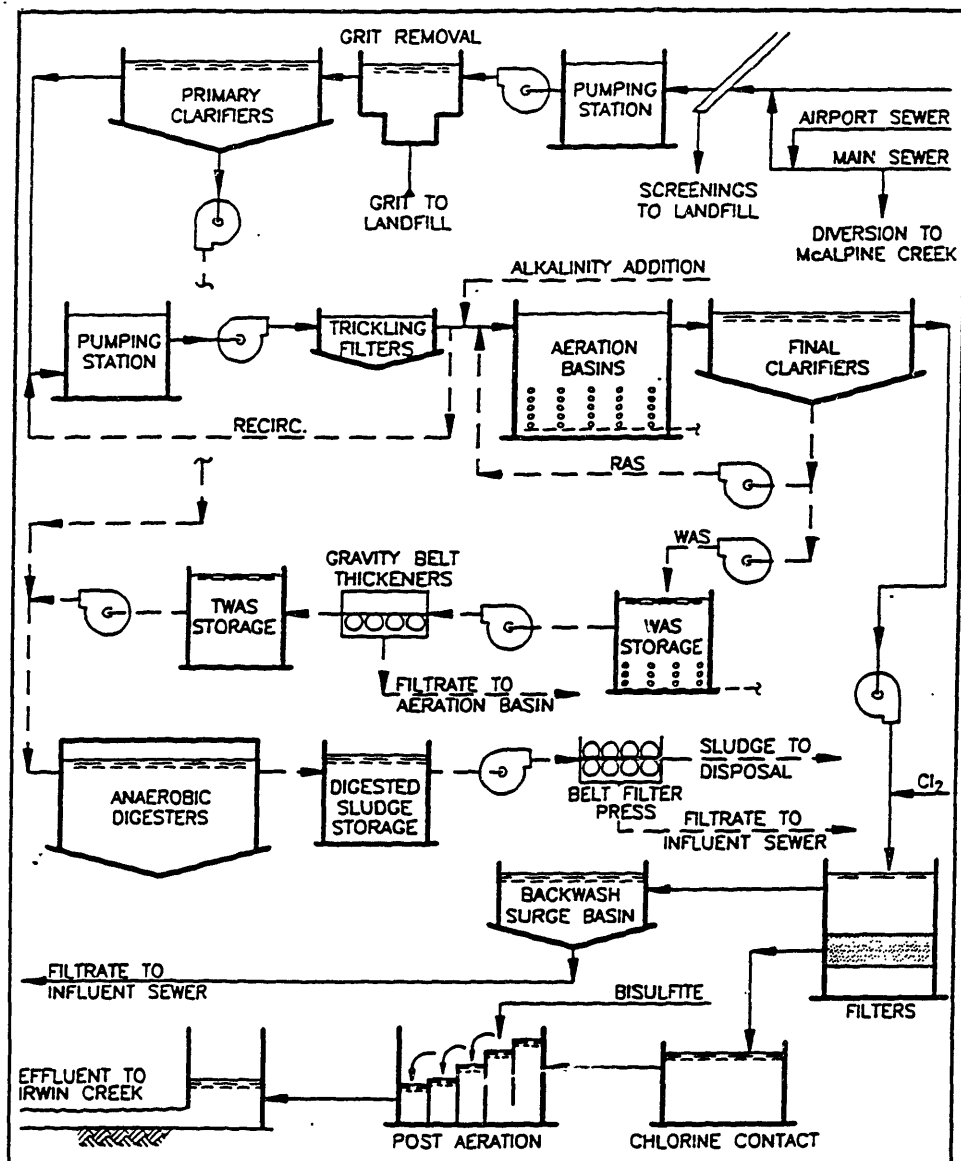 GRIT REMOVAL
PRIMARY
CLARIFIERS
PUMPING
STATION
AIRPORT SEWER
MAIN SEWER
GRIT TO
LANDFILL
SCREENINGS
TO LANDFILL
DIVERSION TO
McALPINE CREEK
ALKALINITY ADDITION
PUMPING
STATION
TRICKLING
FILTERS
AERATION
BASINS
FINAL
CLARIFIERS
RECIRC.
RAS
WAS
GRAVITY BELT
THICKENERS
TWAS
STORAGE
WAS
STORAGE
FILTRATE TO
AERATION BASIN
ANAEROBIC
DIGESTERS
DIGESTED
SLUDGE
STORAGE
BELT FILTER
PRESS
SLUDGE TO
DISPOSAL
Cl2
FILTRATE TO
INFLUENT SEWER
BACKWASH
SURGE BASIN
FILTRATE TO
INFLUENT SEWER
BISULFITE
FILTERS
EFFLUENT TO
IRWIN CREEK
POST AERATION
CHLORINE CONTACT